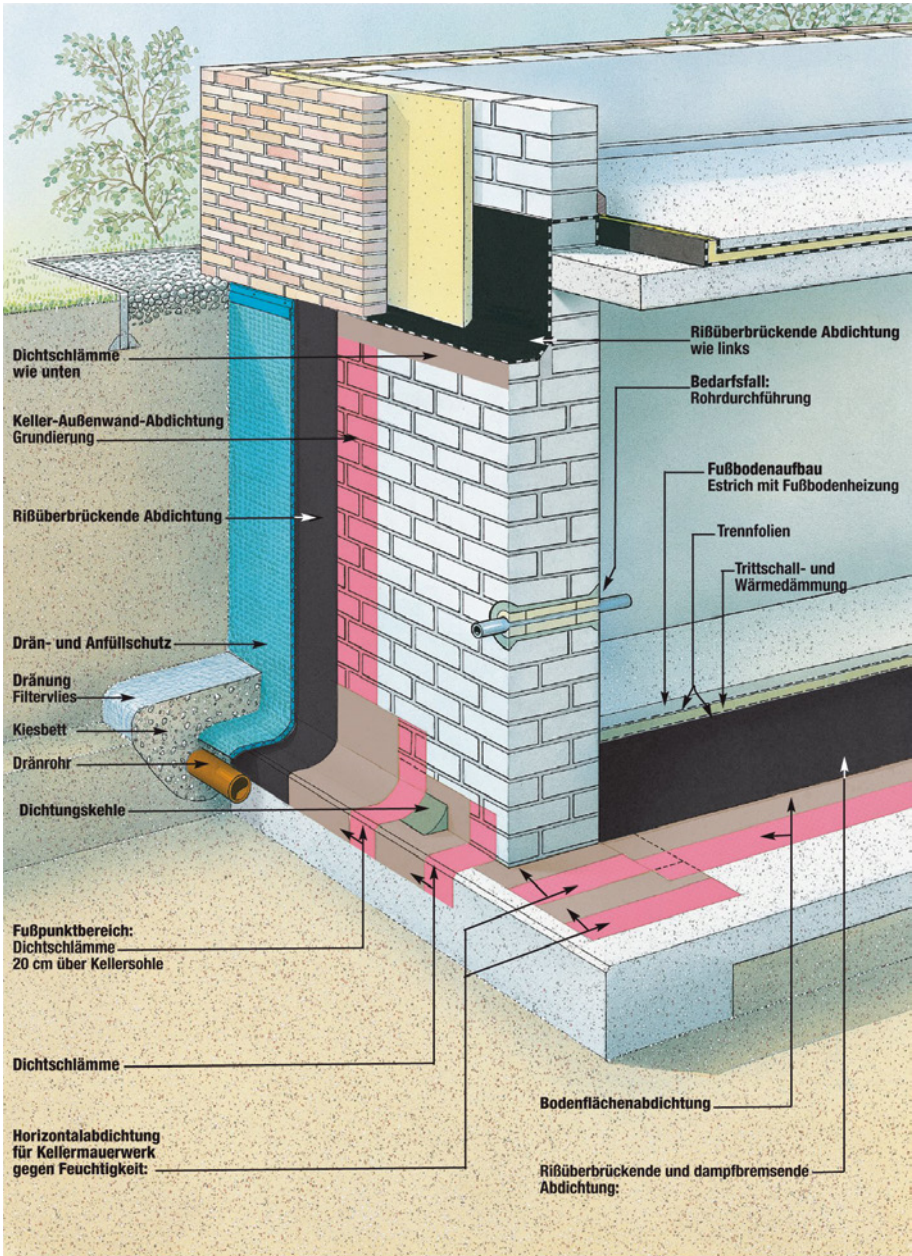 Dichtschlämme
wie unten
Keller-Außenwand-Abdichtung
Grundierung
Rißüberbrückende Abdichtung
Drän- und Anfüllschutz
Dränung
Filtervlies
Kiesbett
Dränrohr
Dichtungskehle
Fußpunktbereich:
Dichtschlämme
20 cm über Kellersohle
Dichtschlämme
Horizontalabdichtung
für Kellermauerwerk
gegen Feuchtigkeit:
Rißüberbrückende Abdichtung
wie links
Bedarfsfall:
Rohrdurchführung
Fußbodenaufbau
Estrich mit Fußbodenheizung
Trennfolien
Trittschall- und
Wärmedämmung
Bodenflächenabdichtung
Rißüberbrückende und dampfbremsende
Abdichtung: